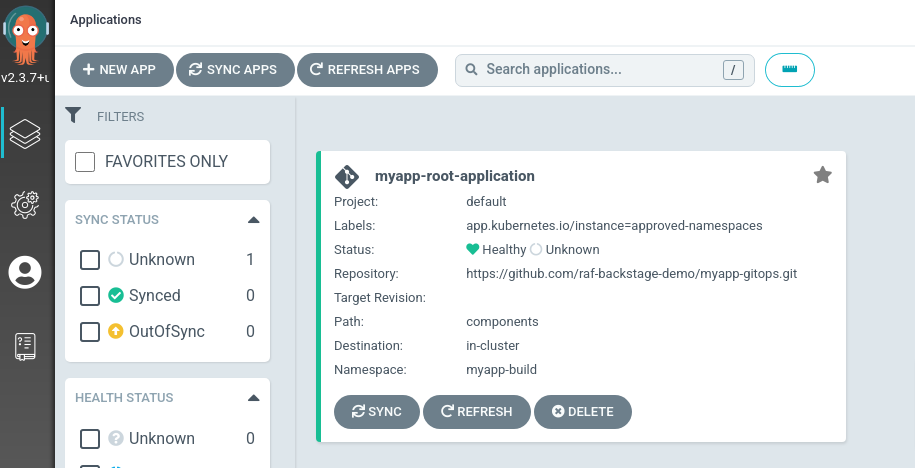 Applications
v2.3.7+
NEW APP
SYNC APPS
REFRESH APPS
Search applications...
/
FILTERS
FAVORITES ONLY
SYNC STATUS
Unknown 1
Synced 0
OutOfSync 0
HEALTH STATUS
Unknown 0
myapp-root-application
Project: default
Labels: app.kubernetes.io/instance=approved-namespaces
Status: Healthy Unknown
Repository: https://github.com/raf-backstage-demo/myapp-gitops.git
Target Revision:
Path: components
Destination: in-cluster
Namespace: myapp-build
SYNC
REFRESH
DELETE